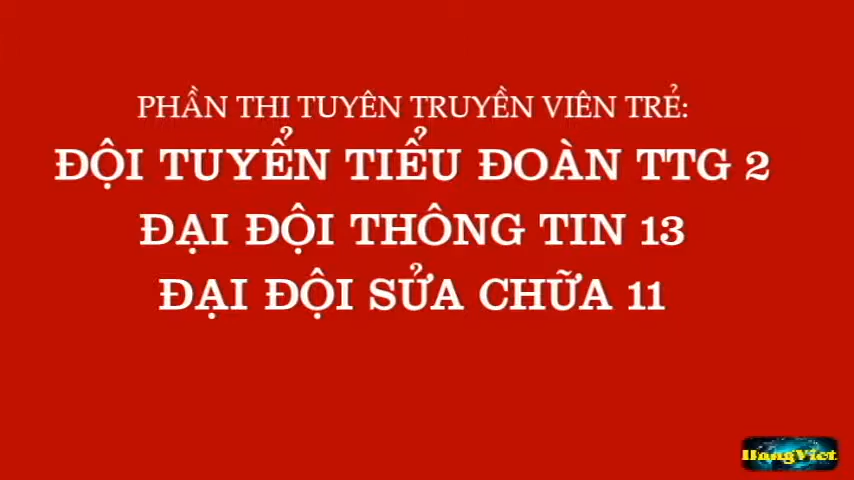 PHẦN THI TUYÊN TRUYỀN VIÊN TRẺ:
ĐỘI TUYỂN TIỂU ĐOÀN TTG 2
ĐẠI ĐỘI THÔNG TIN 13
ĐẠI ĐỘI SỬA CHỮA 11
HangViet